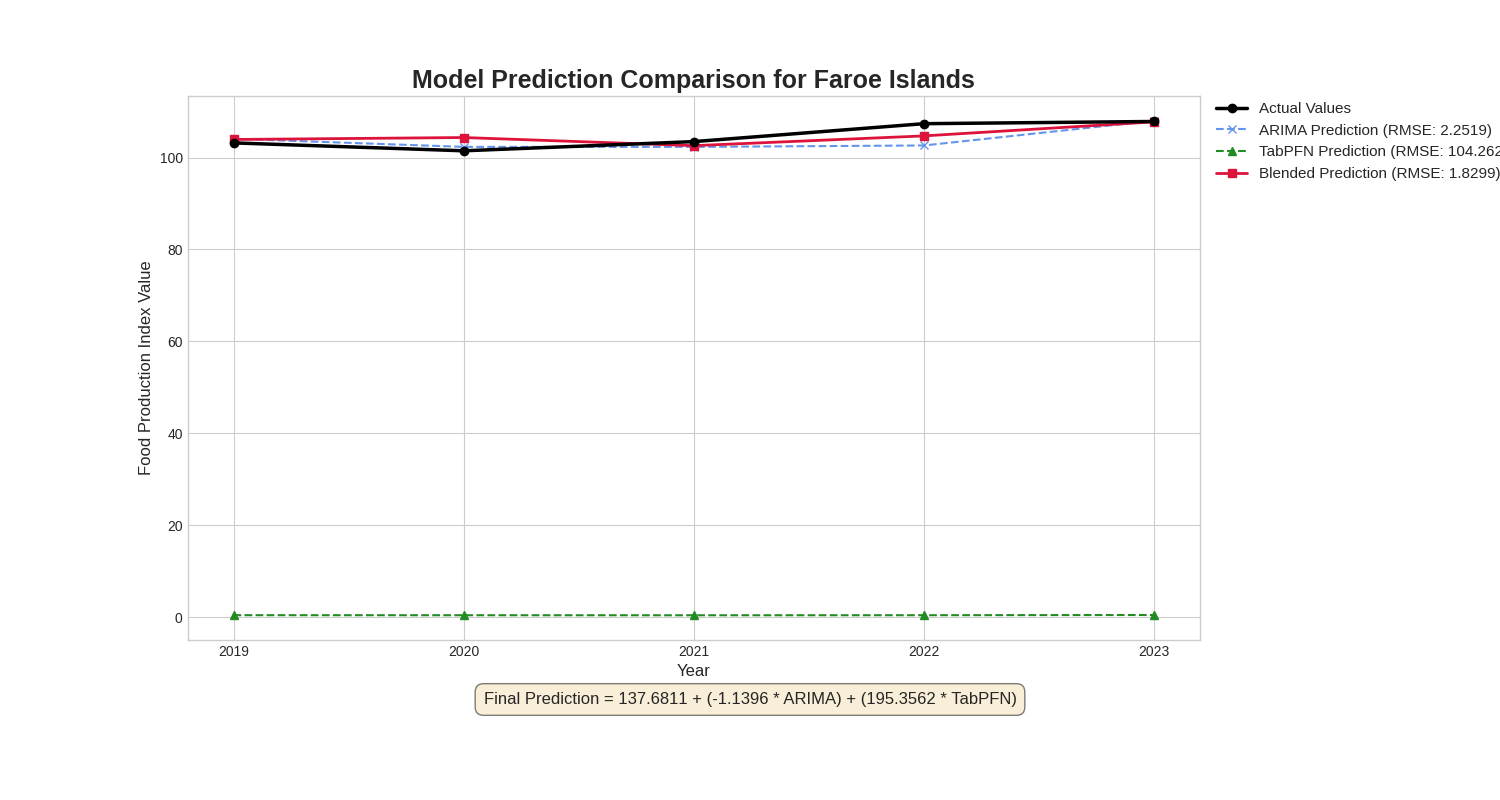 Model Prediction Comparison for Faroe Islands
Actual Values
ARIMA Prediction (RMSE: 2.2519)
TabPFN Prediction (RMSE: 104.262
Blended Prediction (RMSE: 1.8299)
Food Production Index Value
100
80
60
40
20
0
2019 2020 2021 2022 2023
Year
Final Prediction = 137.6811 + (-1.1396 * ARIMA) + (195.3562 * TabPFN)